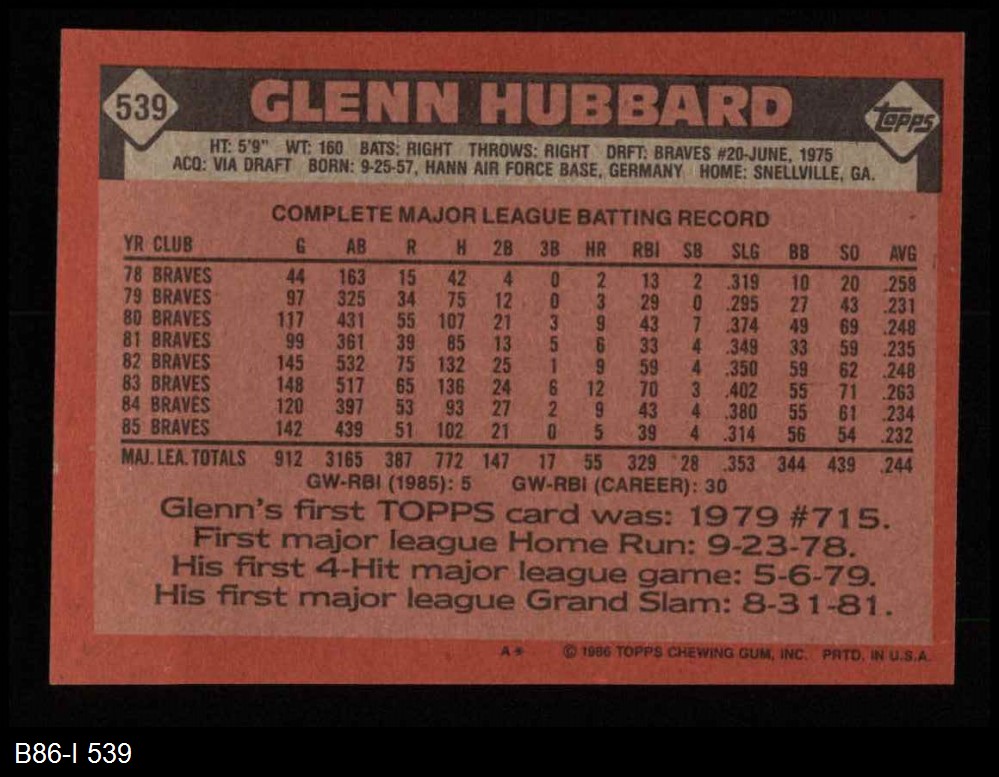 539 GLENN HUBBARD topps
HT: 5'9" WT: 160 BATS: RIGHT THROWS: RIGHT DRFT: BRAVES #20-JUNE, 1975
ACQ: VIA DRAFT BORN: 9-25-57, HANN AIR FORCE BASE, GERMANY HOME: SNELLVILLE, GA.
COMPLETE MAJOR LEAGUE BATTING RECORD
YR CLUB G AB R H 2B 3B HR RBI SB SLG BB SO AVG
78 BRAVES 44 163 15 42 4 0 2 13 2 .319 10 20 .258
79 BRAVES 97 325 34 75 12 0 3 29 0 .295 27 43 .231
80 BRAVES 117 431 55 107 21 3 9 43 7 .374 49 69 .248
81 BRAVES 99 361 39 85 13 5 6 33 4 .349 33 59 .235
82 BRAVES 145 532 75 132 25 1 9 59 4 .350 59 62 .248
83 BRAVES 148 517 65 136 24 6 12 70 3 .402 55 71 .263
84 BRAVES 120 397 53 93 27 2 9 43 4 .380 55 61 .234
85 BRAVES 142 439 51 102 21 0 5 39 4 .314 56 54 .232
MAJ. LEA. TOTALS 912 3165 387 772 147 17 55 329 28 .353 344 439 .244
GW-RBI (1985): 5 GW-RBI (CAREER): 30
Glenn's first TOPPS card was: 1979 #715.
First major league Home Run: 9-23-78.
His first 4-Hit major league game: 5-6-79.
His first major league Grand Slam: 8-31-81.
A* © 1986 TOPPS CHEWING GUM, INC. PRTD. IN U.S.A.
B86-I 539